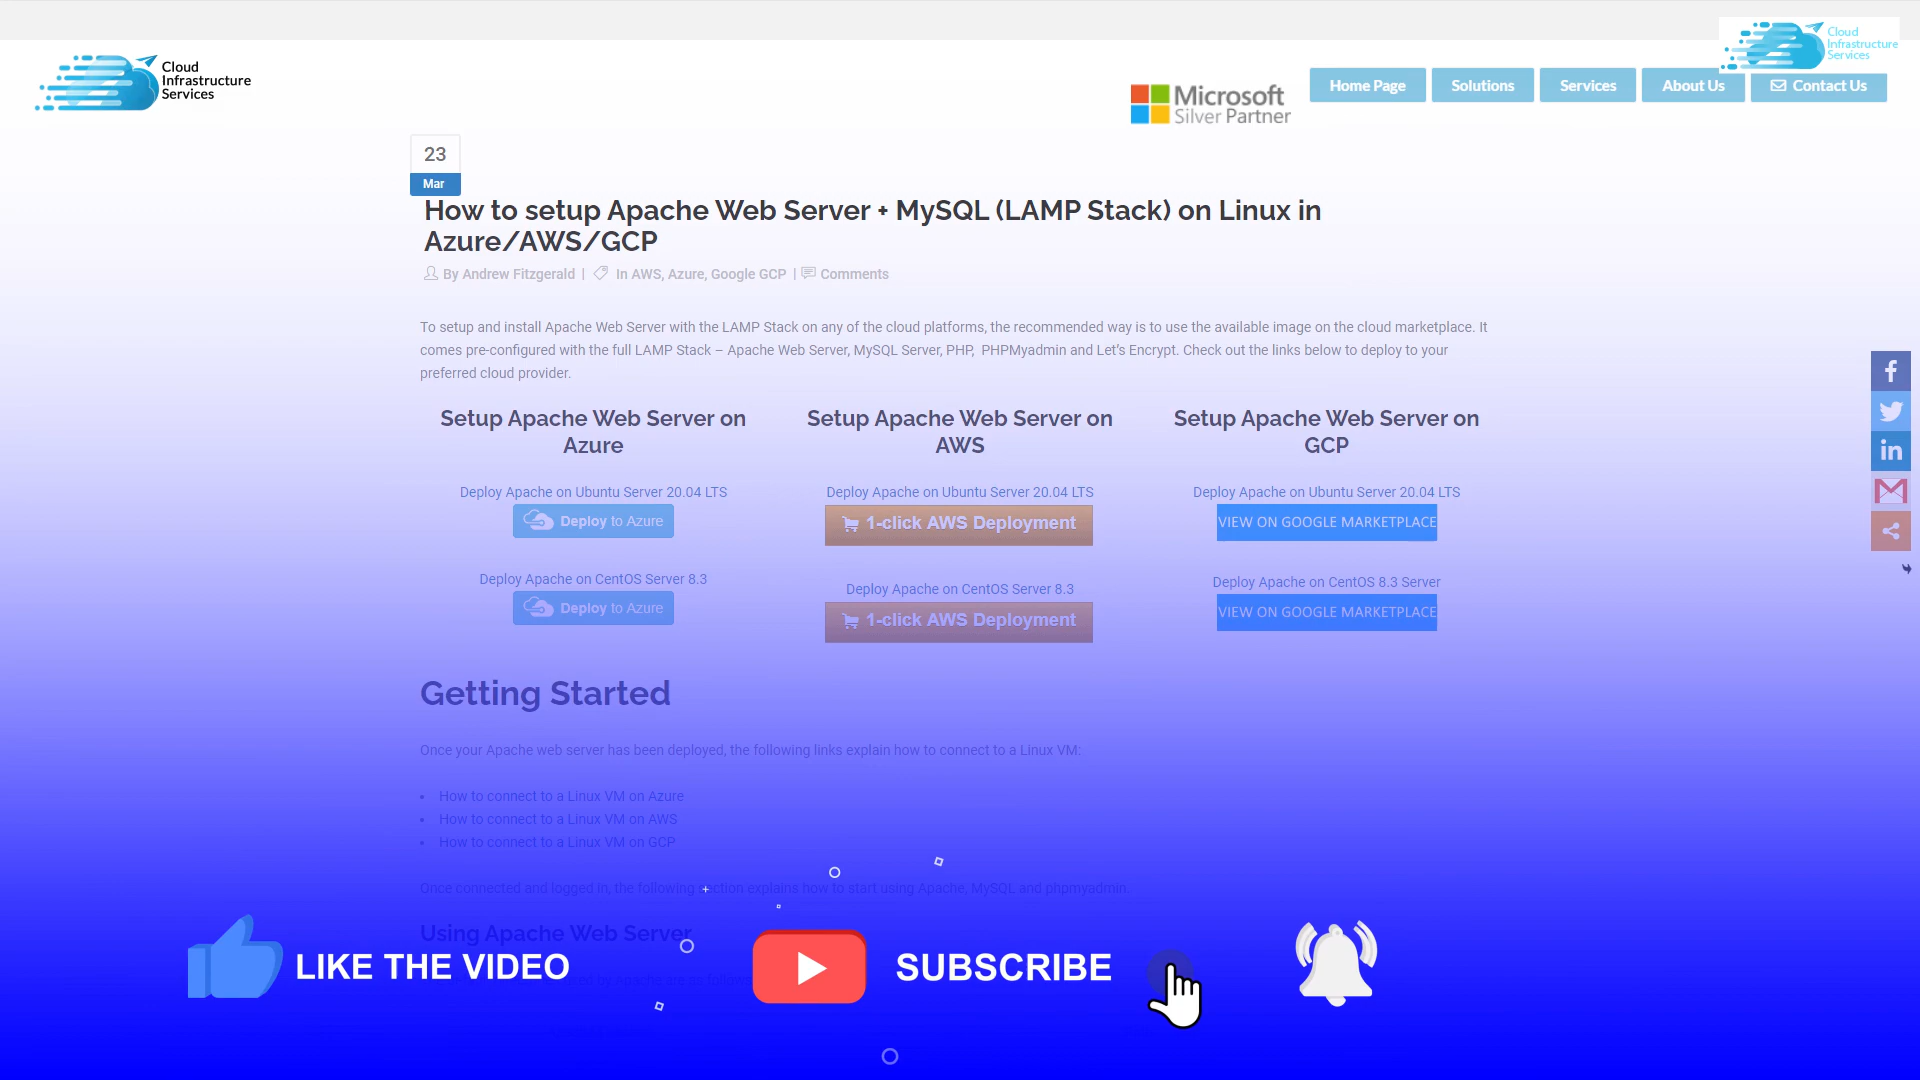 Cloud
Infrastructure
Services
Cloud
Infrastructure
Services
Microsoft
Silver Partner
Home Page
Solutions
Services
About Us
Contact Us
23
Mar
How to setup Apache Web Server + MySQL (LAMP Stack) on Linux in
Azure/AWS/GCP
By Andrew Fitzgerald | In AWS, Azure, Google GCP | Comments
To setup and install Apache Web Server with the LAMP Stack on any of the cloud platforms, the recommended way is to use the available image on the cloud marketplace. It
comes pre-configured with the full LAMP Stack – Apache Web Server, MySQL Server, PHP, PHPMyadmin and Let's Encrypt. Check out the links below to deploy to your
preferred cloud provider.
Setup Apache Web Server on
Azure
Deploy Apache on Ubuntu Server 20.04 LTS
Deploy to Azure
Deploy Apache on CentOS Server 8.3
Deploy to Azure
Setup Apache Web Server on
AWS
Deploy Apache on Ubuntu Server 20.04 LTS
1-click AWS Deployment
Deploy Apache on CentOS Server 8.3
1-click AWS Deployment
Setup Apache Web Server on
GCP
Deploy Apache on Ubuntu Server 20.04 LTS
VIEW ON GOOGLE MARKETPLACE
Deploy Apache on CentOS 8.3 Server
VIEW ON GOOGLE MARKETPLACE
Getting Started
Once your Apache web server has been deployed, the following links explain how to connect to a Linux VM:
• How to connect to a Linux VM on Azure
• How to connect to a Linux VM on AWS
• How to connect to a Linux VM on GCP
Once connected and logged in, the following section explains how to start using Apache, MySQL and phpmyadmin.
Using Apache Web Server
by Apache are as follows
LIKE THE VIDEO
SUBSCRIBE